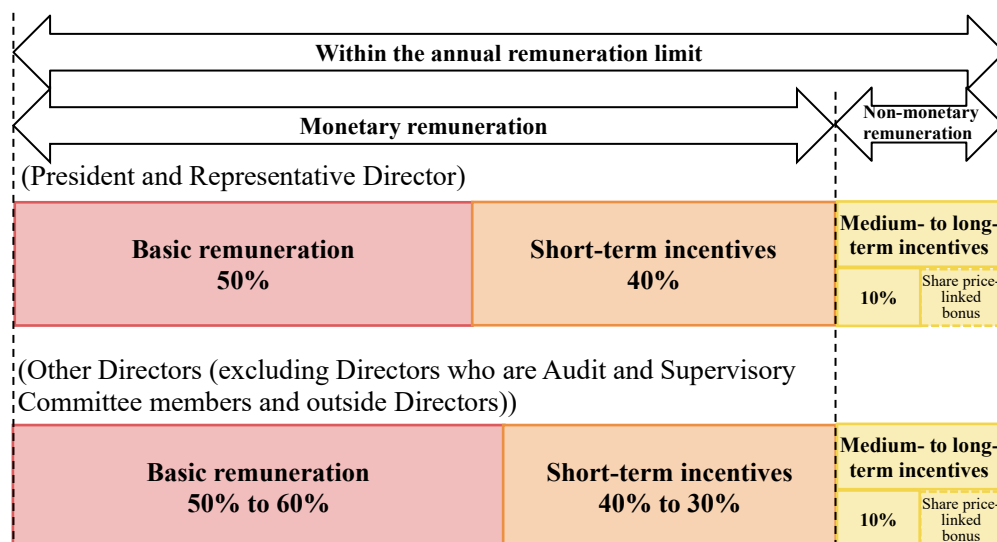 Within the annual remuneration limit
Monetary remuneration
Non-monetary
remuneration
(President and Representative Director)
Basic remuneration
50%
Short-term incentives
40%
Medium- to long-
term incentives
10%
Share price-
linked
bonus
(Other Directors (excluding Directors who are Audit and Supervisory
Committee members and outside Directors))
Basic remuneration
50% to 60%
Short-term incentives
40% to 30%
Medium- to long-
term incentives
10%
Share price-
linked
bonus